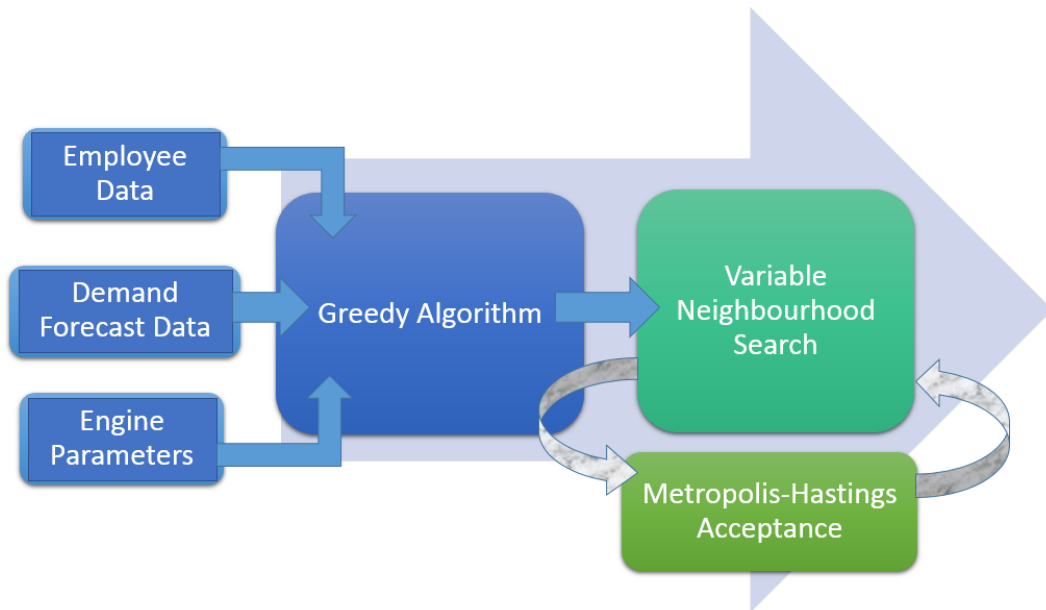 Employee
Data
Demand
Forecast Data
Engine
Parameters
Greedy Algorithm
Variable
Neighbourhood
Search
Metropolis-Hastings
Acceptance